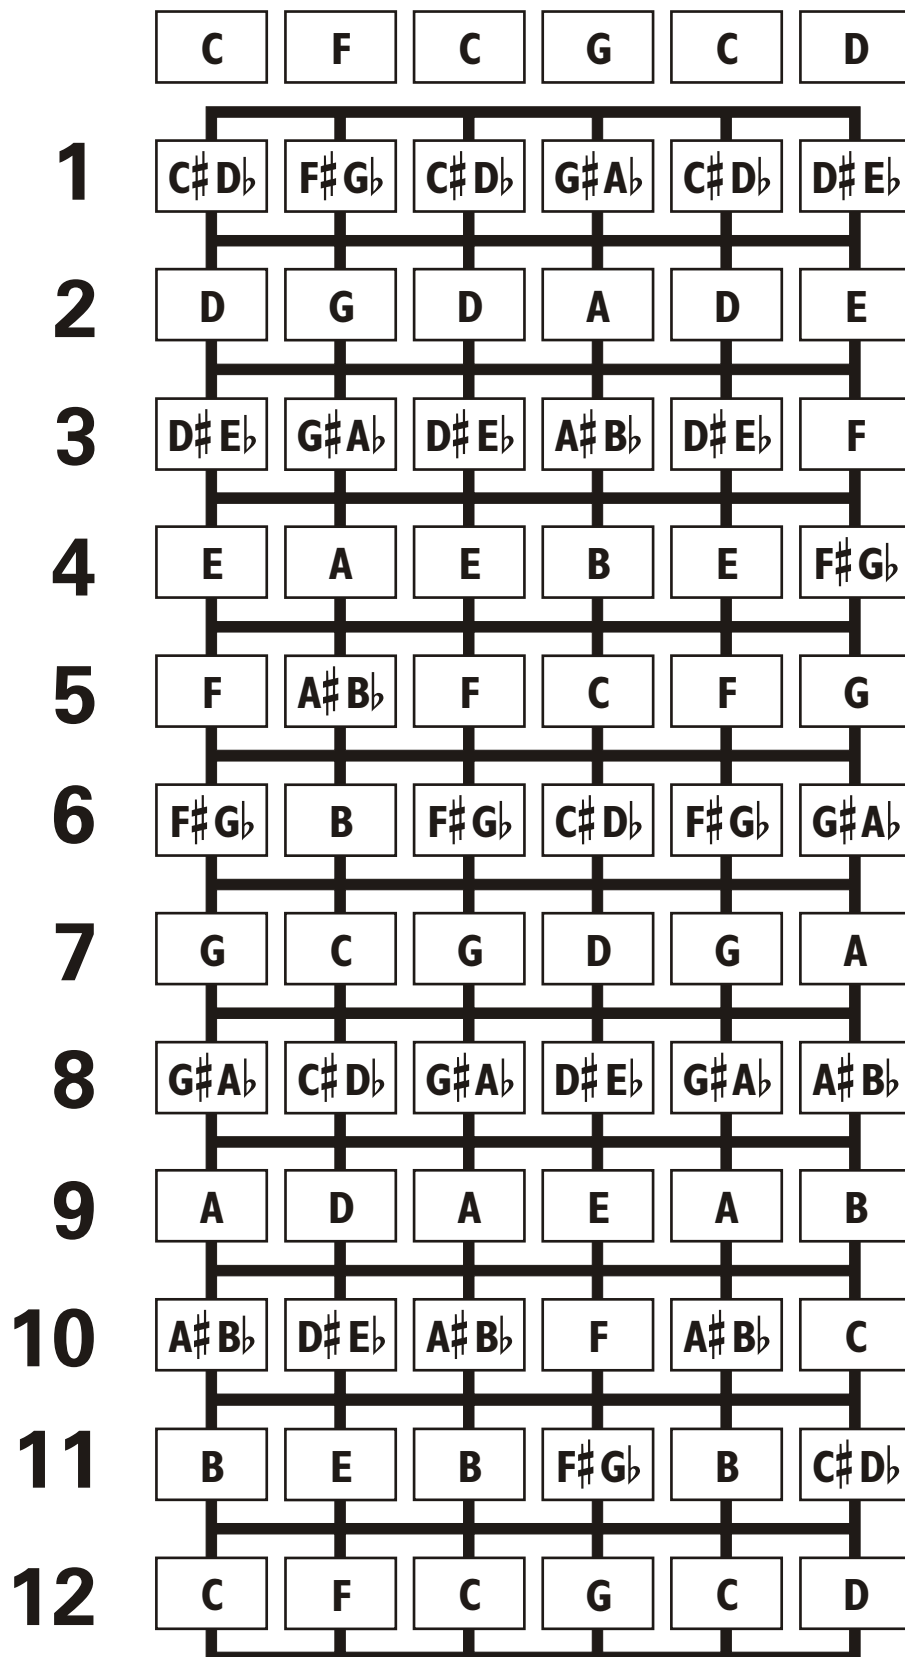 C F C G C D
1 C♯D♭ F♯G♭ C♯D♭ G♯A♭ C♯D♭ D♯E♭
2 D G D A D E
3 D♯E♭ G♯A♭ D♯E♭ A♯B♭ D♯E♭ F
4 E A E B E F♯G♭
5 F A♯B♭ F C F G
6 F♯G♭ B F♯G♭ C♯D♭ F♯G♭ G♯A♭
7 G C G D G A
8 G♯A♭ C♯D♭ G♯A♭ D♯E♭ G♯A♭ A♯B♭
9 A D A E A B
10 A♯B♭ D♯E♭ A♯B♭ F A♯B♭ C
11 B E B F♯G♭ B C♯D♭
12 C F C G C D